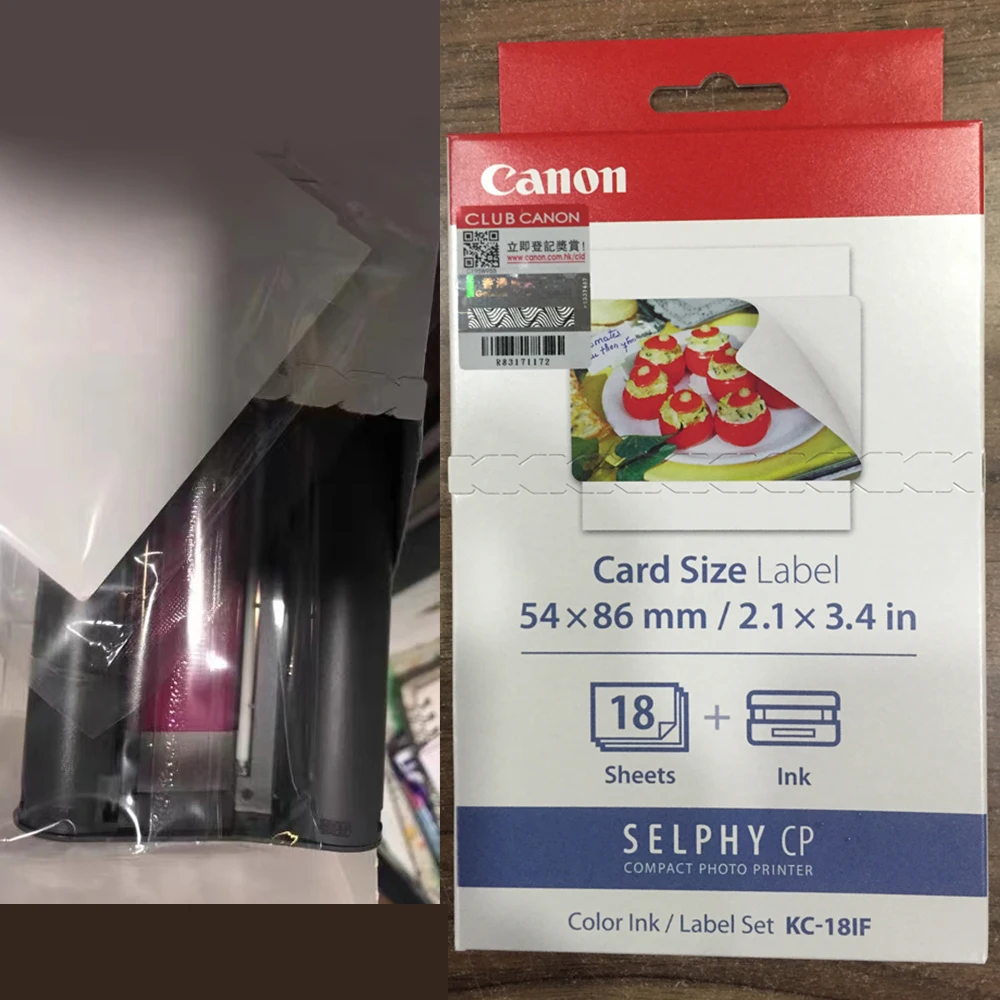 Canon
CLUB CANON
立即登記獎賞!
www.canon.com.hk/cld
R83171172
Card Size Label
54×86 mm / 2.1×3.4 in
18
+
Sheets
Ink
SELPHY CP
COMPACT PHOTO PRINTER
Color Ink / Label Set KC-18IF